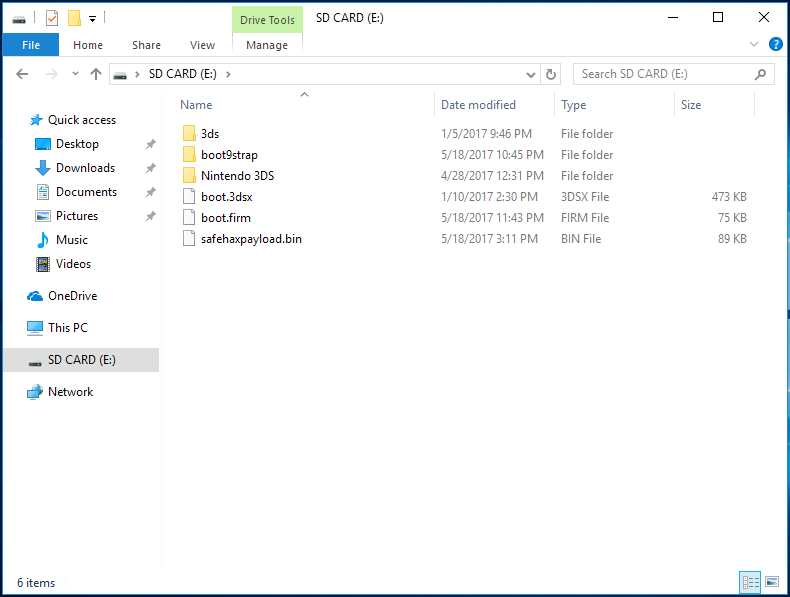 Drive Tools SD CARD (E:)
File Home Share View Manage
SD CARD (E:) Search SD CARD (E:)
Name Date modified Type Size
Quick access
Desktop
Downloads
Documents
Pictures
Music
Videos
OneDrive
This PC
SD CARD (E:)
Network
3ds 1/5/2017 9:46 PM File folder
boot9strap 5/18/2017 10:45 PM File folder
Nintendo 3DS 4/28/2017 12:31 PM File folder
boot.3dsx 1/10/2017 2:30 PM 3DSX File 473 KB
boot.firm 5/18/2017 11:43 PM FIRM File 75 KB
safehaxpayload.bin 5/18/2017 3:11 PM BIN File 89 KB
6 items